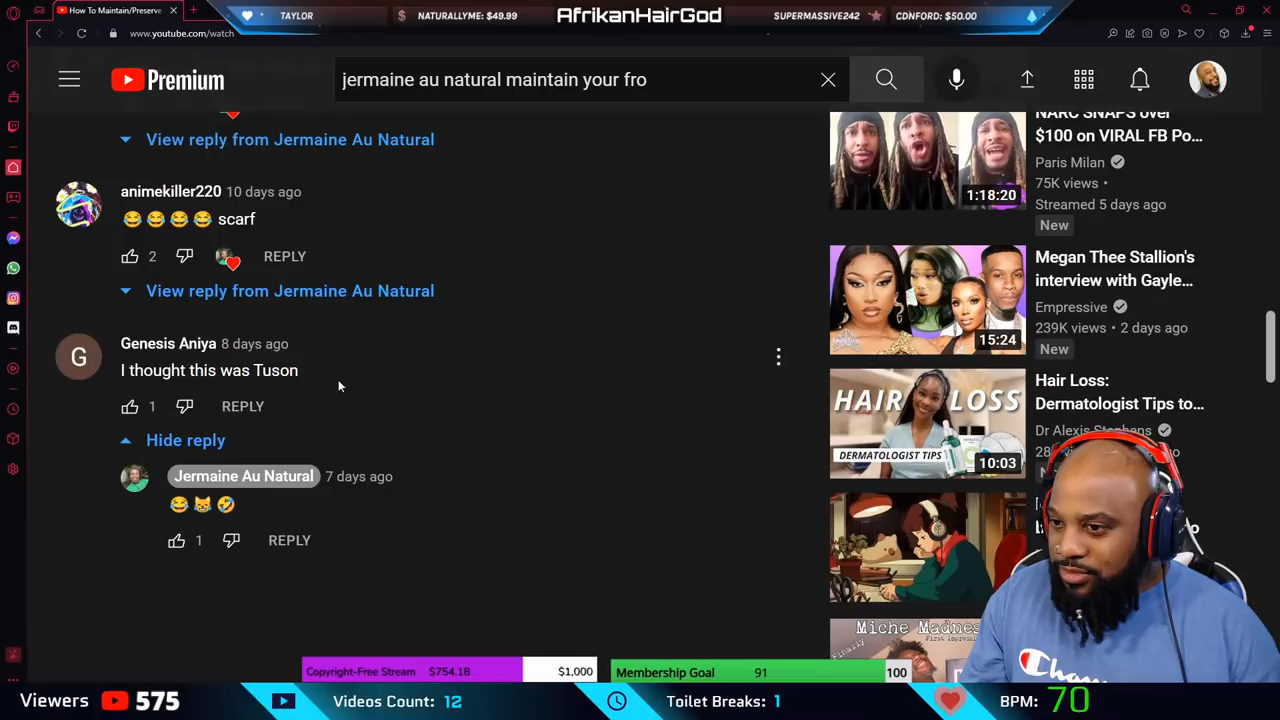 How To Maintain/Preserve
TAYLOR
$ NATURALLYME: $49.99
AfrikanHairGod
SUPERMASSIVE242
CDNFORD: $50.00
www.youtube.com/watch
Premium
jermaine au natural maintain your fro
View reply from Jermaine Au Natural
animekiller220 10 days ago
😂😂😂😂 scarf
2 REPLY
View reply from Jermaine Au Natural
G
Genesis Aniya 8 days ago
I thought this was Tuson
1 REPLY
Hide reply
Jermaine Au Natural 7 days ago
😂😹🤣
1 REPLY
NARC SNAPS over
$100 on VIRAL FB Po...
Paris Milan
75K views •
Streamed 5 days ago
New
1:18:20
Megan Thee Stallion's
interview with Gayle...
Empressive
239K views • 2 days ago
New
15:24
Hair Loss:
Dermatologist Tips to...
Dr Alexis Stephens
HAIR LOSS
DERMATOLOGIST TIPS
10:03
Miche Madness
First Impression
Finally
Champion
Copyright-Free Stream $754.18 $1,000
Membership Goal 91 100
Viewers 575
Videos Count: 12
Toilet Breaks: 1
BPM: 70